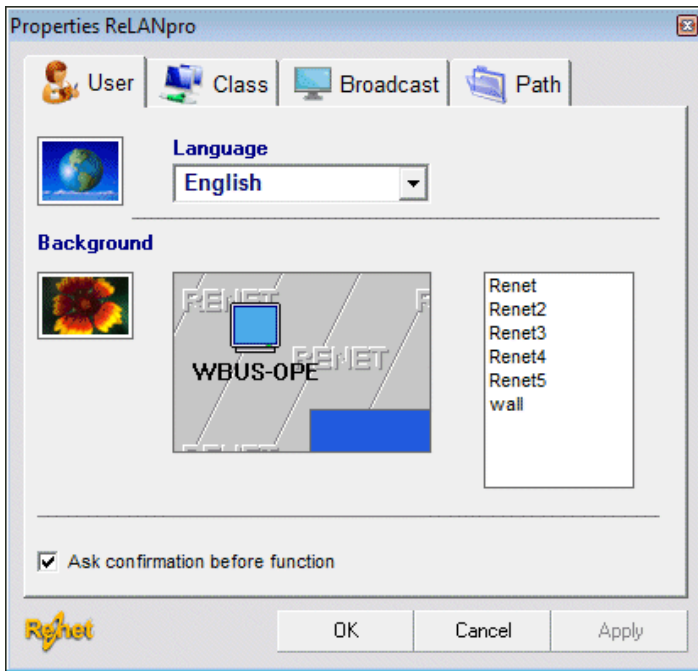 Properties ReLANpro
User
Class
Broadcast
Path
Language
English
Background
RENET
WBUS-OPE
RENET
Renet
Renet2
Renet3
Renet4
Renet5
wall
Ask confirmation before function
Renet
OK
Cancel
Apply